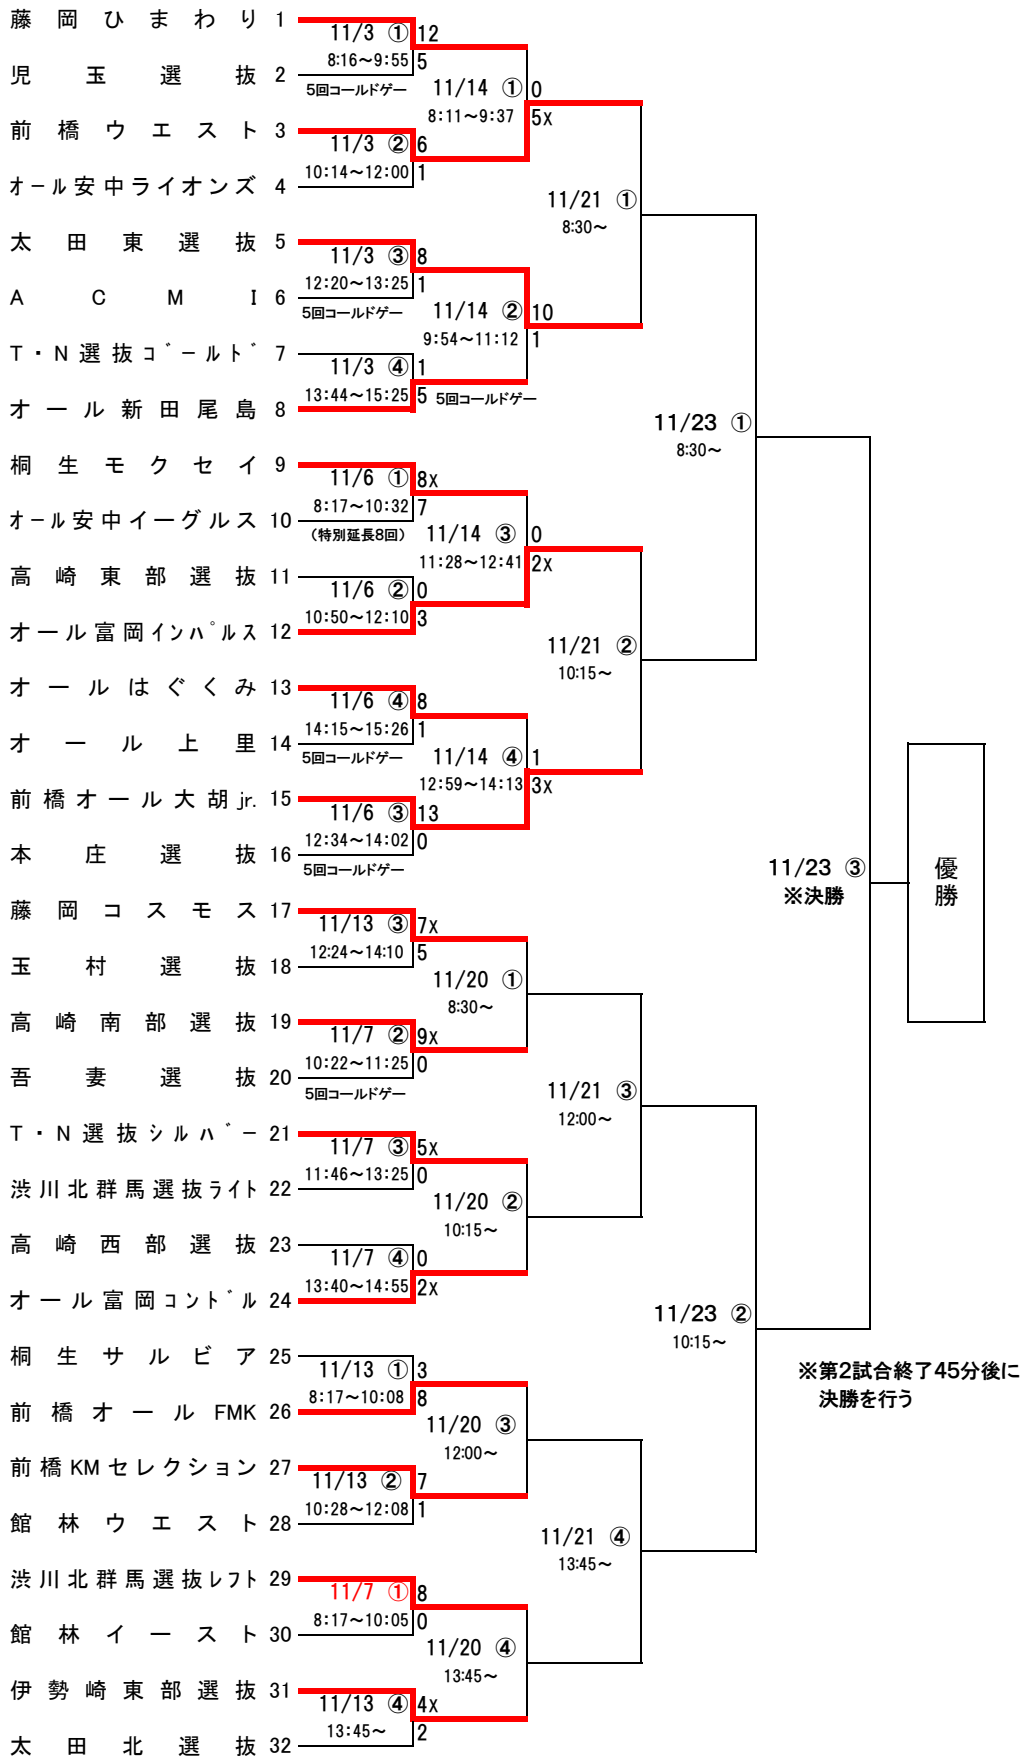 藤岡ひまわり 1
11/3 ① 12
8:16～9:55 5
児玉選抜 2
5回コールドゲー
11/14 ① 0
8:11～9:37 5x
前橋ウエスト 3
11/3 ② 6
10:14～12:00 1
オール安中ライオンズ 4
11/21 ①
8:30～
太田東選抜 5
11/3 ③ 8
12:20～13:25 1
ACMI 6
5回コールドゲー
11/14 ② 10
9:54～11:12 1
T・N選抜ゴールド 7
11/3 ④ 1
13:44～15:25 5
5回コールドゲー
オール新田尾島 8
11/23 ①
8:30～
桐生モクセイ 9
11/6 ① 8x
8:17～10:32 7
オール安中イーグルス 10
(特別延長8回)
11/14 ③ 0
11:28～12:41 2x
高崎東部選抜 11
11/6 ② 0
10:50～12:10 3
オール富岡インパルス 12
11/21 ②
10:15～
オールはぐくみ 13
11/6 ④ 8
14:15～15:26 1
オール上里 14
5回コールドゲー
11/14 ④ 1
12:59～14:13 3x
前橋オール大胡jr. 15
11/6 ③ 13
12:34～14:02 0
本庄選抜 16
5回コールドゲー
11/23 ③
※決勝
優勝
藤岡コスモス 17
11/13 ③ 7x
12:24～14:10 5
玉村選抜 18
11/20 ①
8:30～
高崎南部選抜 19
11/7 ② 9x
10:22～11:25 0
吾妻選抜 20
5回コールドゲー
11/21 ③
12:00～
T・N選抜シルバー 21
11/7 ③ 5x
11:46～13:25 0
渋川北群馬選抜ライト 22
11/20 ②
10:15～
高崎西部選抜 23
11/7 ④ 0
13:40～14:55 2x
オール富岡コンドル 24
11/23 ②
10:15～
※第2試合終了45分後に
決勝を行う
桐生サルビア 25
11/13 ① 3
8:17～10:08 8
前橋オールFMK 26
11/20 ③
12:00～
前橋KMセレクション 27
11/13 ② 7
10:28～12:08 1
館林ウエスト 28
11/21 ④
13:45～
渋川北群馬選抜レフト 29
11/7 ① 8
8:17～10:05 0
館林イースト 30
11/20 ④
13:45～
伊勢崎東部選抜 31
11/13 ④ 4x
13:45～ 2
太田北選抜 32